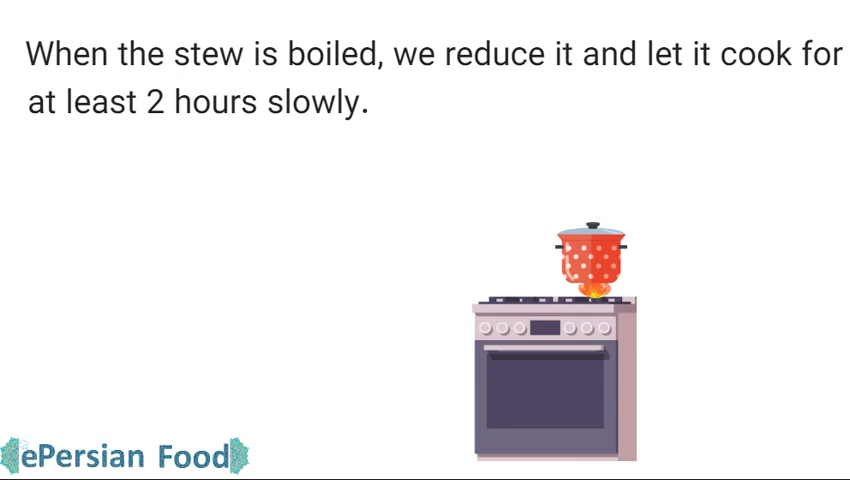 When the stew is boiled, we reduce it and let it cook for
at least 2 hours slowly.
ePersian Food